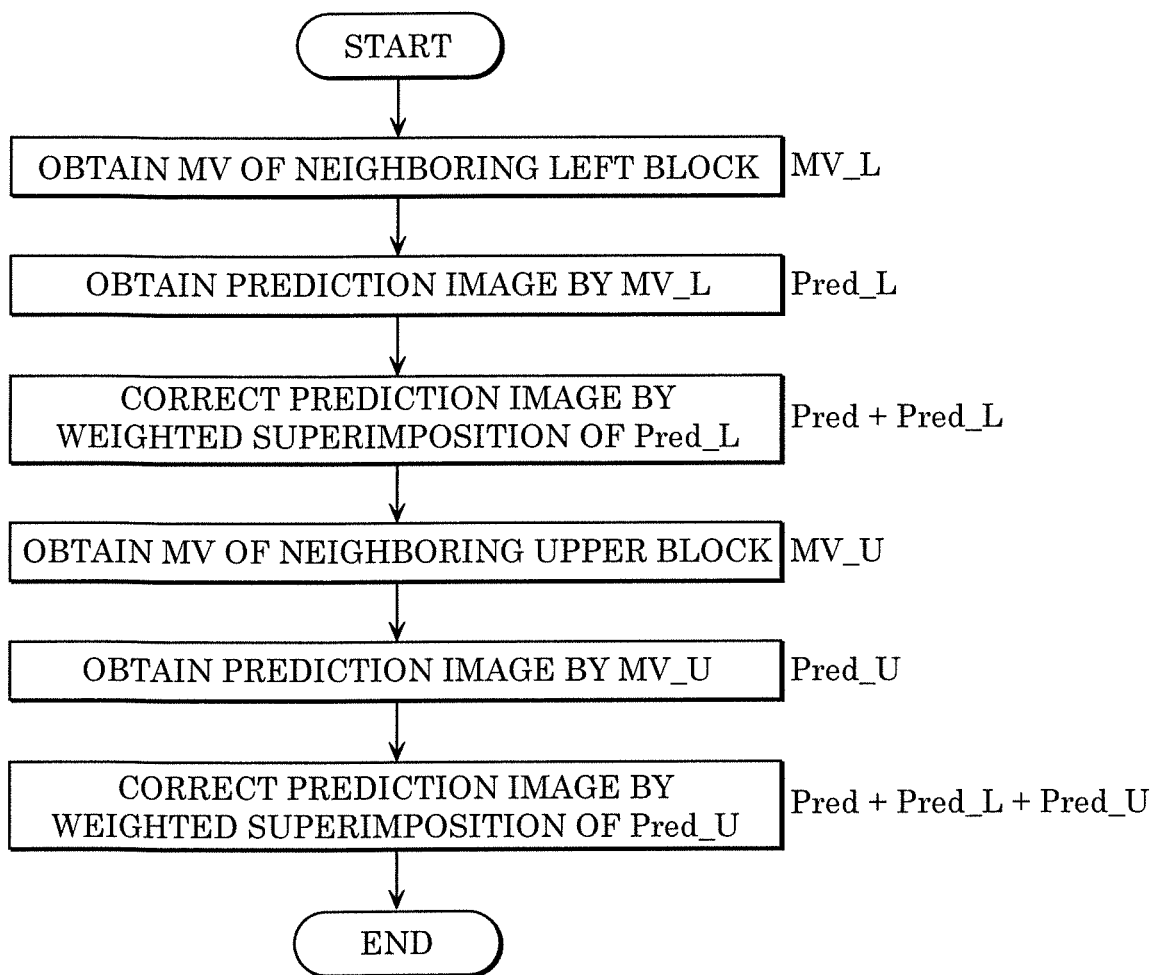 START
OBTAIN MV OF NEIGHBORING LEFT BLOCK MV_L
OBTAIN PREDICTION IMAGE BY MV_L Pred_L
CORRECT PREDICTION IMAGE BY
WEIGHTED SUPERIMPOSITION OF Pred_L Pred + Pred_L
OBTAIN MV OF NEIGHBORING UPPER BLOCK MV_U
OBTAIN PREDICTION IMAGE BY MV_U Pred_U
CORRECT PREDICTION IMAGE BY
WEIGHTED SUPERIMPOSITION OF Pred_U Pred + Pred_L + Pred_U
END